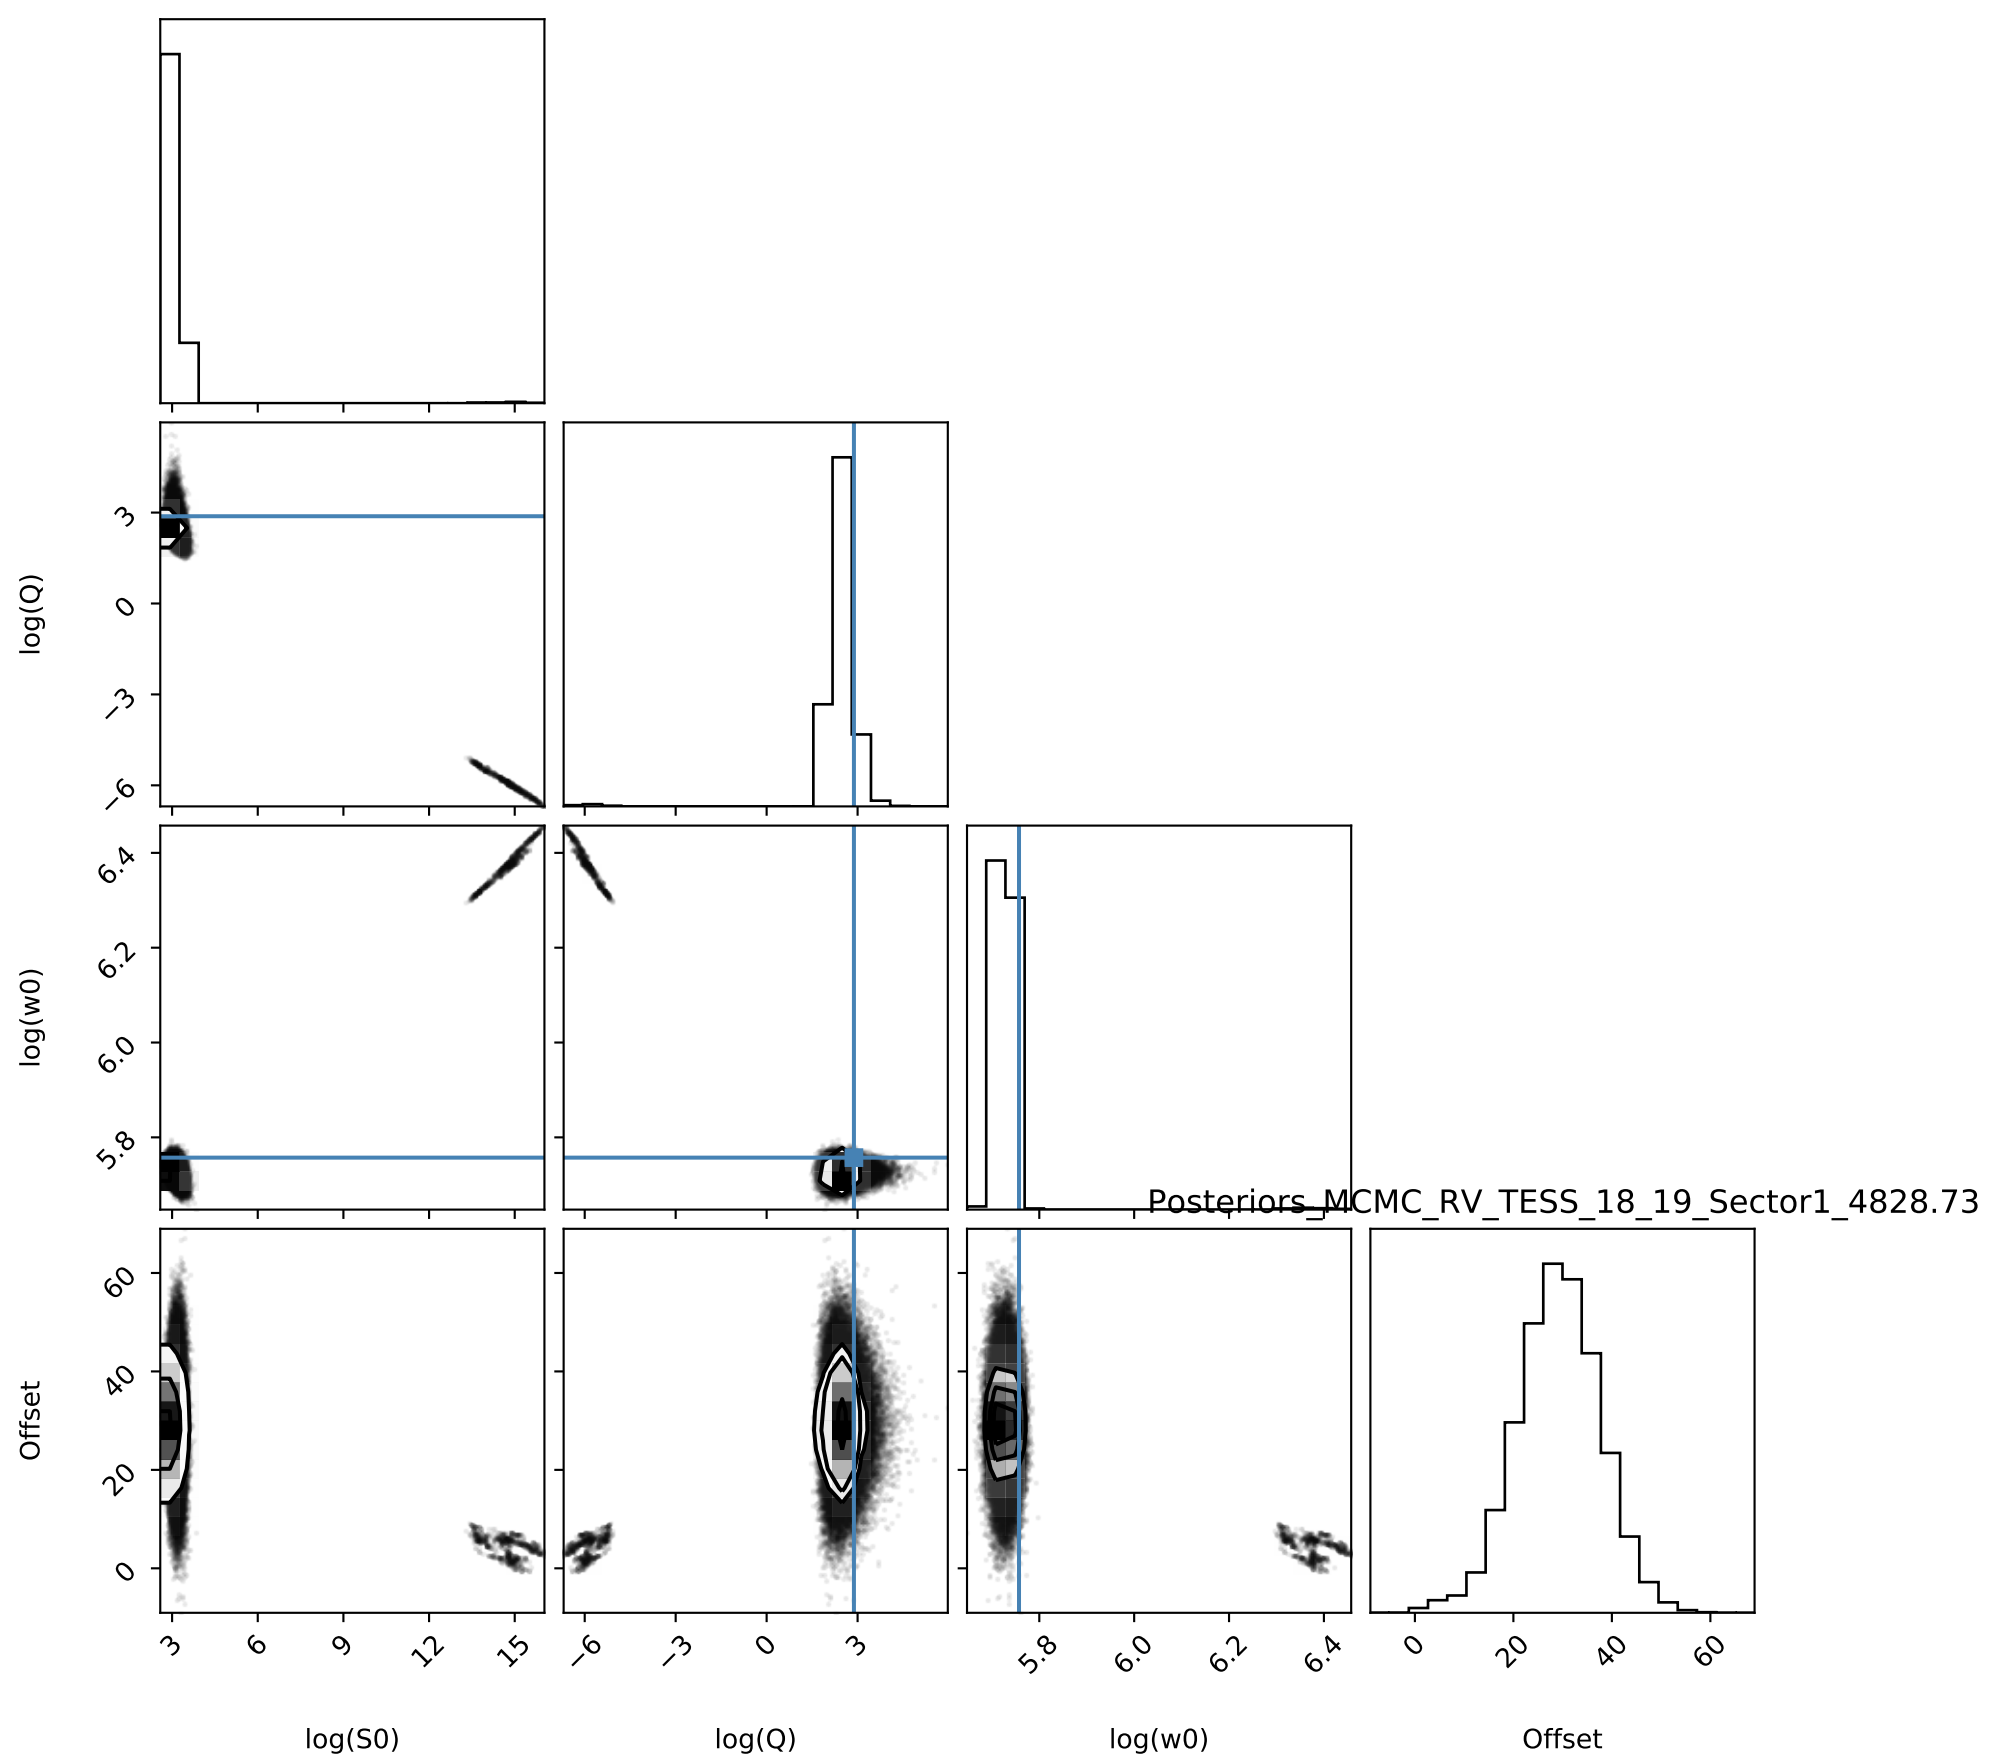 log(Q)
3
0
−3
−6
log(w0)
6.4
6.2
6.0
5.8
Posteriors_MCMC_RV_TESS_18_19_Sector1_4828.73
Offset
60
40
20
0
3 6 9 12 15
−6 −3 0 3
5.8 6.0 6.2 6.4
0 20 40 60
log(S0) log(Q) log(w0) Offset